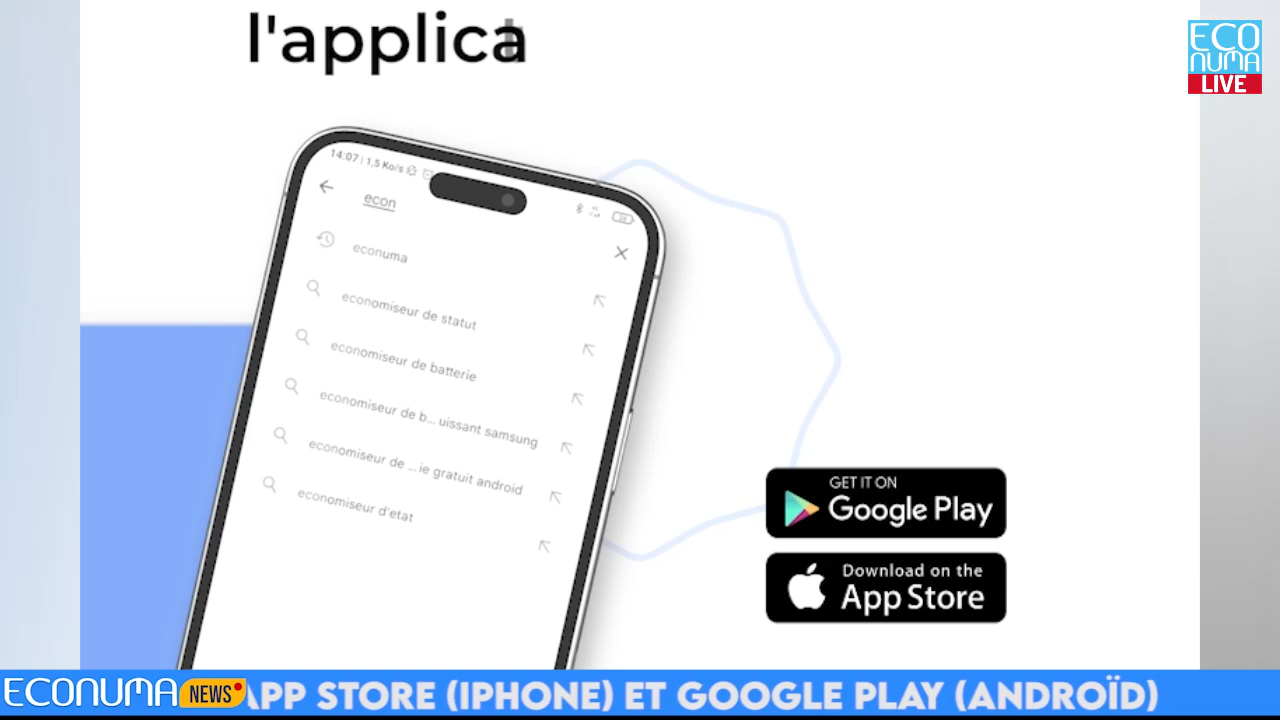 l'applica
ECO
NUMA
LIVE
14:07 | 1,5 Ko/s
econ
econuma
economiseur de statut
economiseur de batterie
economiseur de b... uissant samsung
economiseur de ... ie gratuit android
economiseur d'etat
GET IT ON
Google Play
Download on the
App Store
ECONUMA NEWS APP STORE (IPHONE) ET GOOGLE PLAY (ANDROÏD)